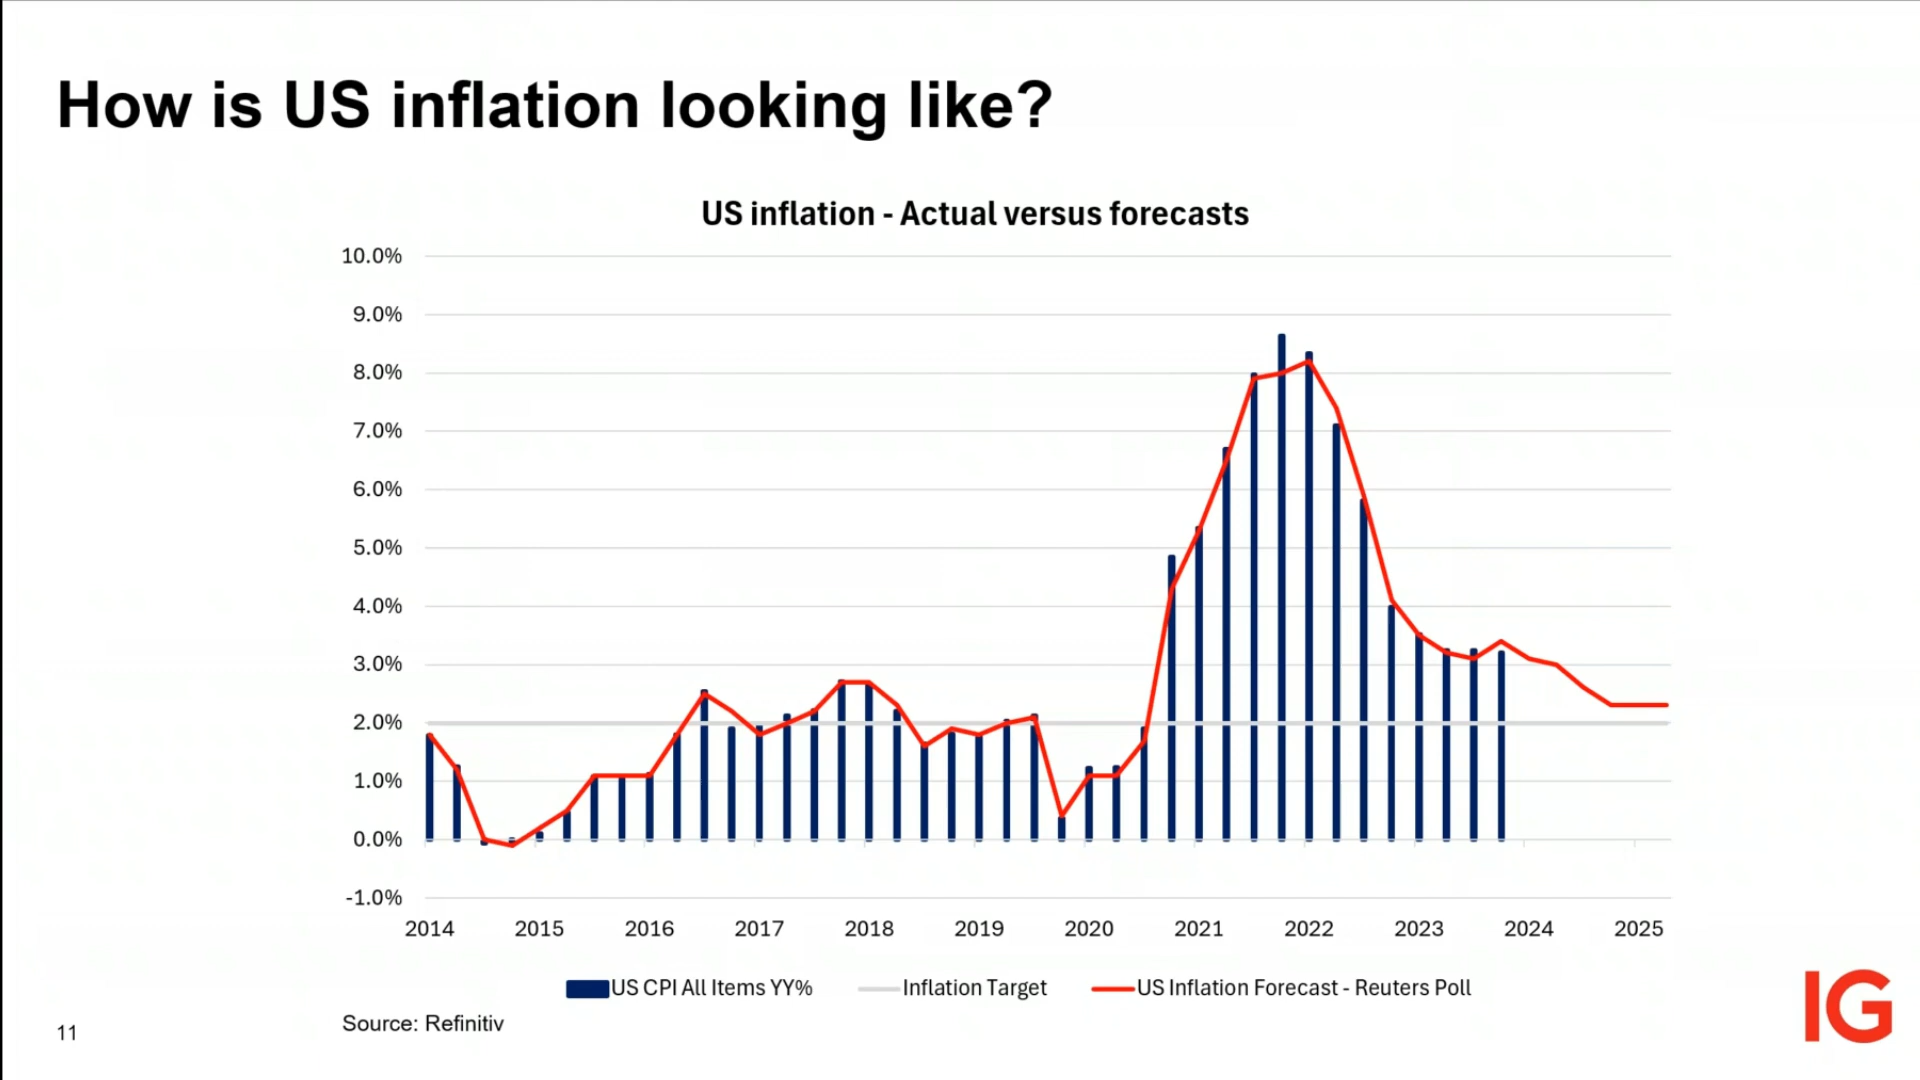 How is US inflation looking like?
US inflation - Actual versus forecasts
10.0%
9.0%
8.0%
7.0%
6.0%
5.0%
4.0%
3.0%
2.0%
1.0%
0.0%
-1.0%
2014 2015 2016 2017 2018 2019 2020 2021 2022 2023 2024 2025
US CPI All Items YY% Inflation Target US Inflation Forecast - Reuters Poll
Source: Refinitiv
11
IG